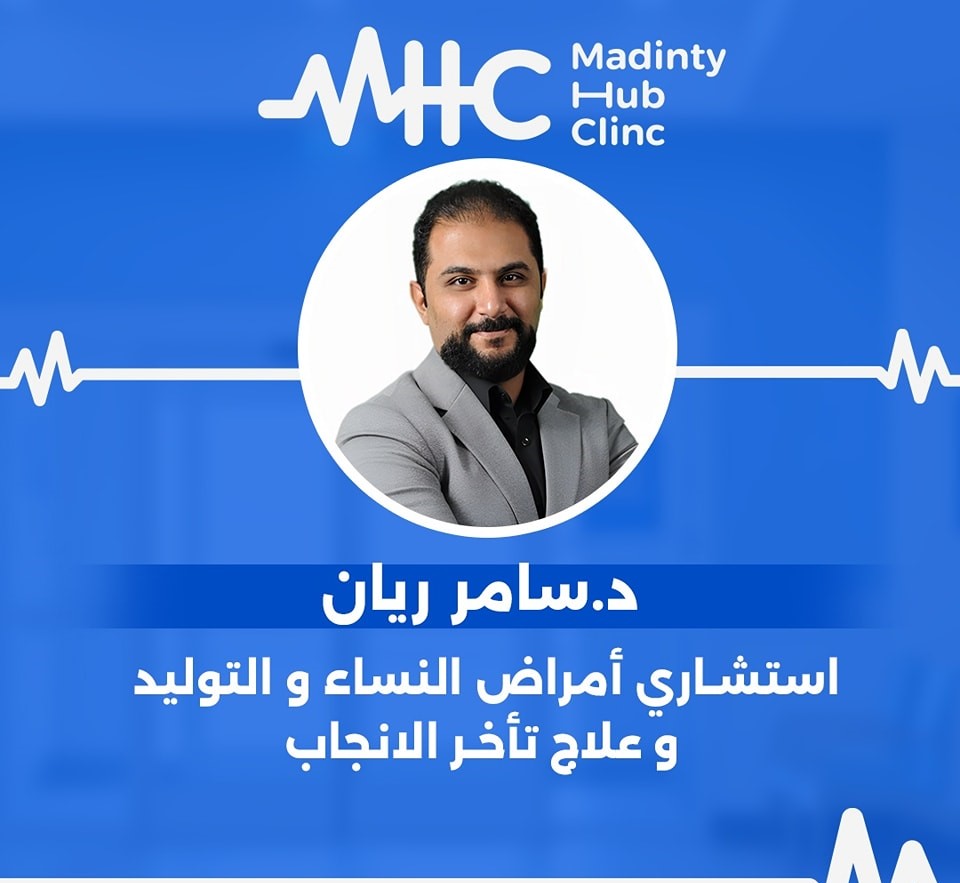 MHC
Madinty
Hub
Clinc
د.سامر ريان
استشاري أمراض النساء و التوليد
و علاج تأخر الانجاب